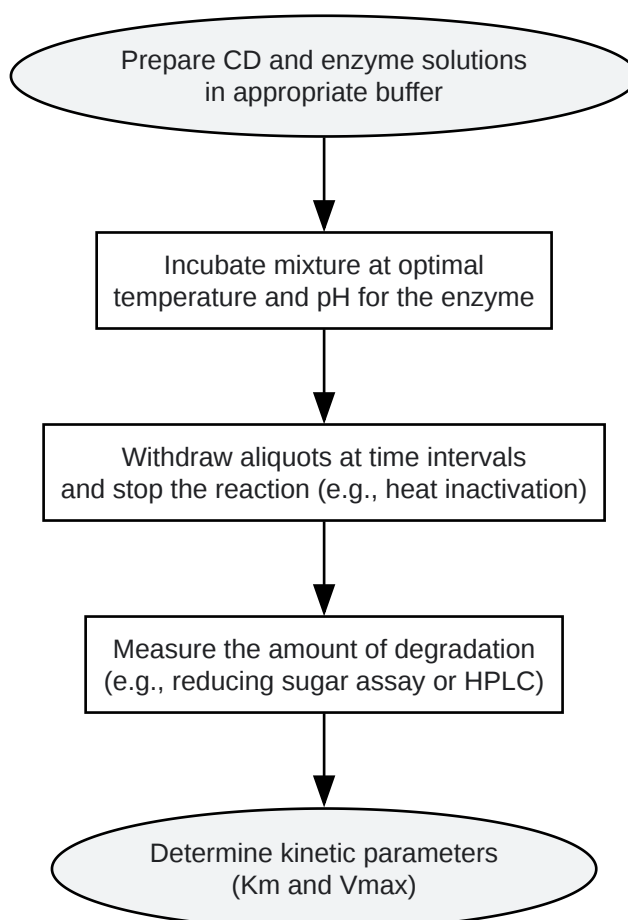 Prepare CD and enzyme solutions
in appropriate buffer
Incubate mixture at optimal
temperature and pH for the enzyme
Withdraw aliquots at time intervals
and stop the reaction (e.g., heat inactivation)
Measure the amount of degradation
(e.g., reducing sugar assay or HPLC)
Determine kinetic parameters
(Km and Vmax)